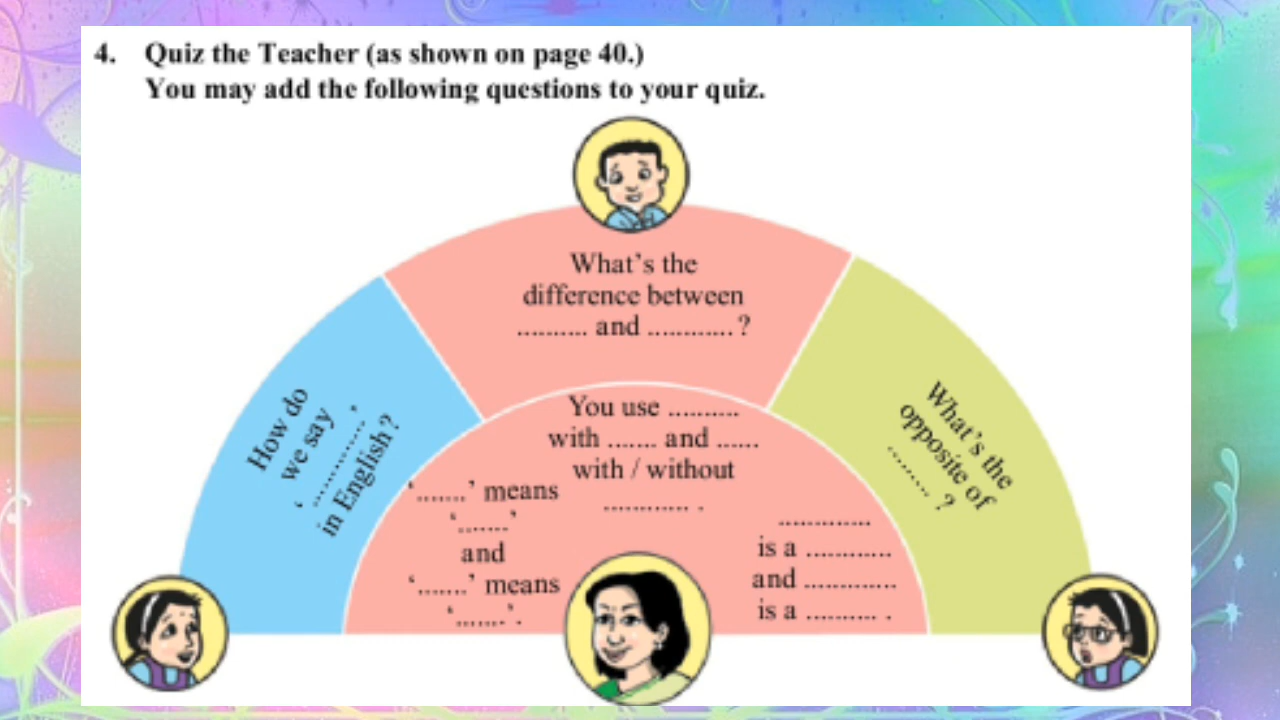 4. Quiz the Teacher (as shown on page 40.)
You may add the following questions to your quiz.
What's the
difference between
.......... and ............ ?
How do
we say
' ............. '
in English ?
What's the
opposite of
......... ?
You use ..........
with ....... and ......
with / without
............ .
'.......' means
'.......'
and
'.......' means
'.......' .
.............
is a ............
and .............
is a .......... .